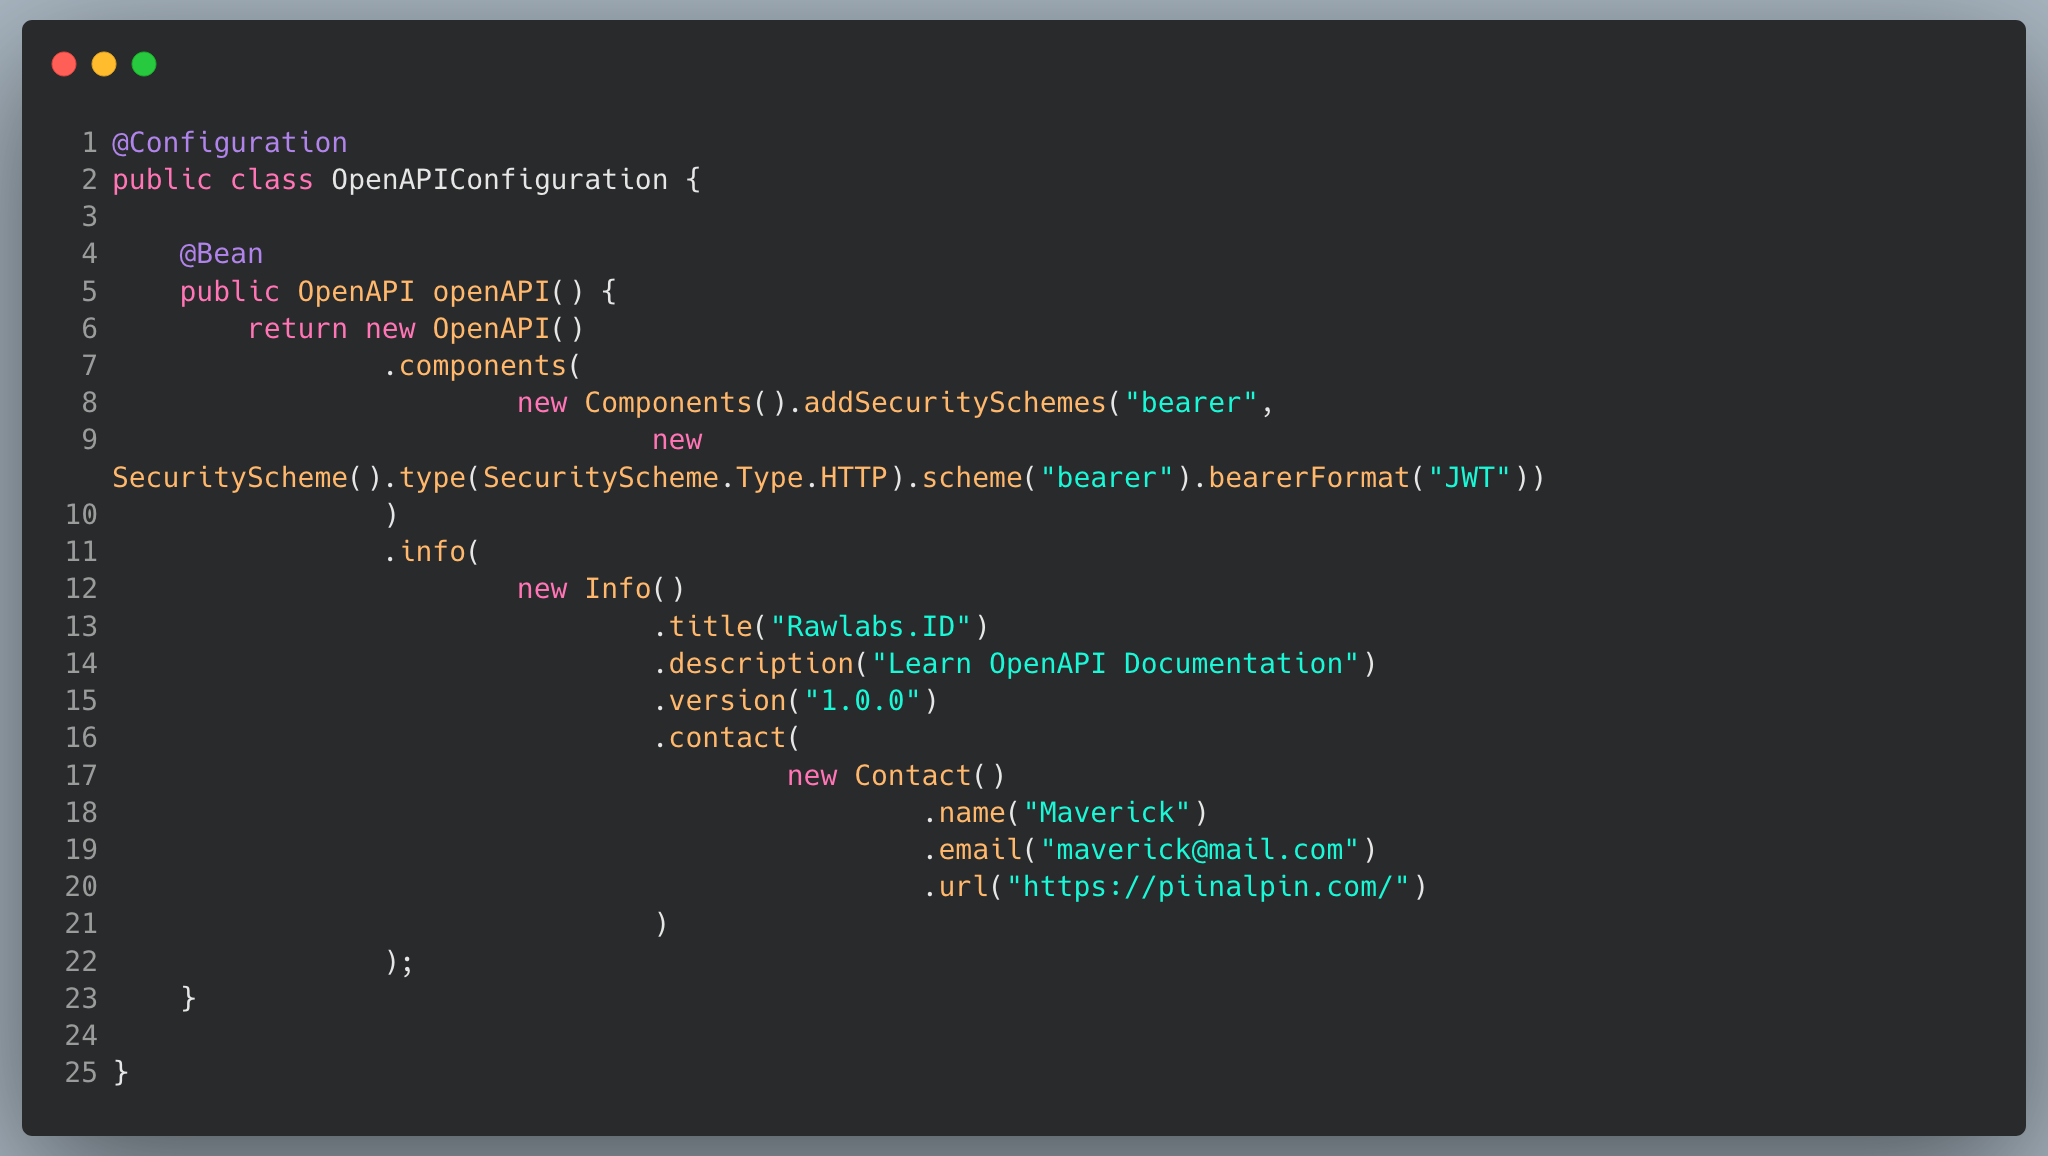 1 @Configuration
2 public class OpenAPIConfiguration {
3
4     @Bean
5     public OpenAPI openAPI() {
6         return new OpenAPI()
7                 .components(
8                         new Components().addSecuritySchemes("bearer",
9                                 new
SecurityScheme().type(SecurityScheme.Type.HTTP).scheme("bearer").bearerFormat("JWT"))
10                 )
11                 .info(
12                         new Info()
13                                 .title("Rawlabs.ID")
14                                 .description("Learn OpenAPI Documentation")
15                                 .version("1.0.0")
16                                 .contact(
17                                         new Contact()
18                                                 .name("Maverick")
19                                                 .email("maverick@mail.com")
20                                                 .url("https://piinalpin.com/")
21                                 )
22                 );
23     }
24
25 }